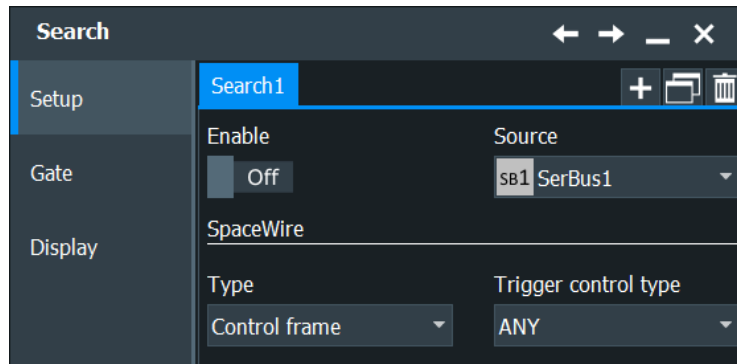 Search
Setup
Gate
Display
Search1
Enable
Source
Off
SB1 SerBus1
SpaceWire
Type
Trigger control type
Control frame
ANY